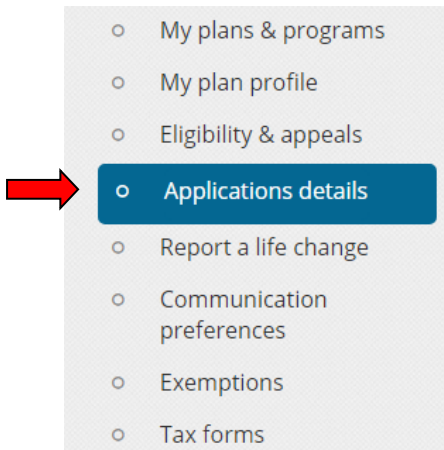 My plans & programs
My plan profile
Eligibility & appeals
Applications details
Report a life change
Communication
preferences
Exemptions
Tax forms